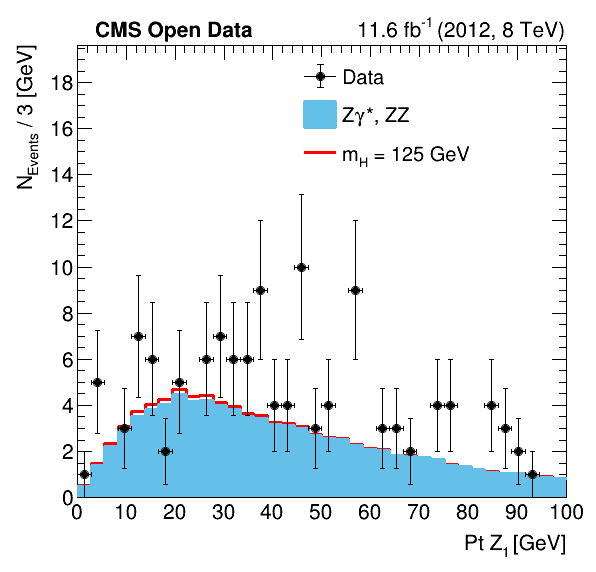 CMS Open Data 11.6 fb⁻¹ (2012, 8 TeV)
N_Events / 3 [GeV]
Data
Zγ*, ZZ
m_H = 125 GeV
18
16
14
12
10
8
6
4
2
0
0 10 20 30 40 50 60 70 80 90 100
Pt Z₁ [GeV]